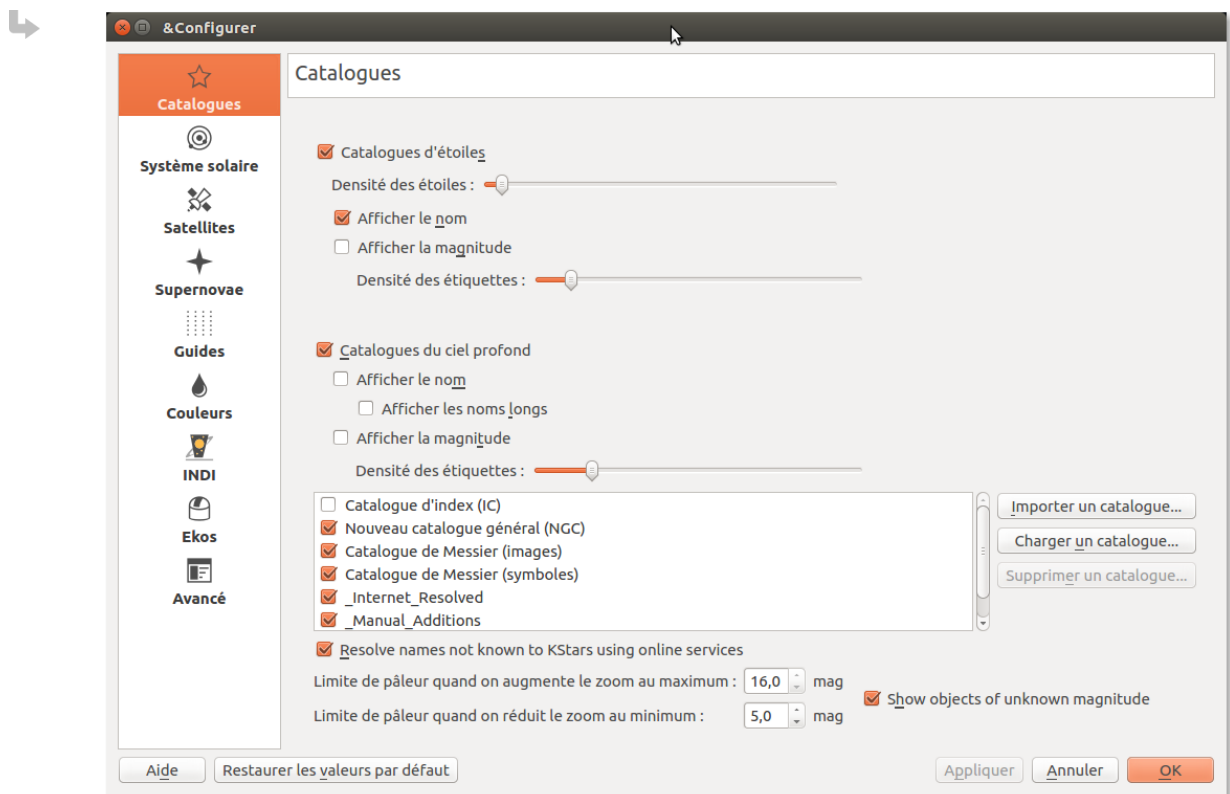 &Configurer
Catalogues
Système solaire
Satellites
Supernovae
Guides
Couleurs
INDI
Ekos
Avancé
Catalogues
Catalogues d'étoiles
Densité des étoiles :
Afficher le nom
Afficher la magnitude
Densité des étiquettes :
Catalogues du ciel profond
Afficher le nom
Afficher les noms longs
Afficher la magnitude
Densité des étiquettes :
Catalogue d'index (IC)
Nouveau catalogue général (NGC)
Catalogue de Messier (images)
Catalogue de Messier (symboles)
_Internet_Resolved
_Manual_Additions
Importer un catalogue...
Charger un catalogue...
Supprimer un catalogue...
Resolve names not known to KStars using online services
Limite de pâleur quand on augmente le zoom au maximum : 16,0 mag
Limite de pâleur quand on réduit le zoom au minimum : 5,0 mag
Show objects of unknown magnitude
Aide
Restaurer les valeurs par défaut
Appliquer
Annuler
OK